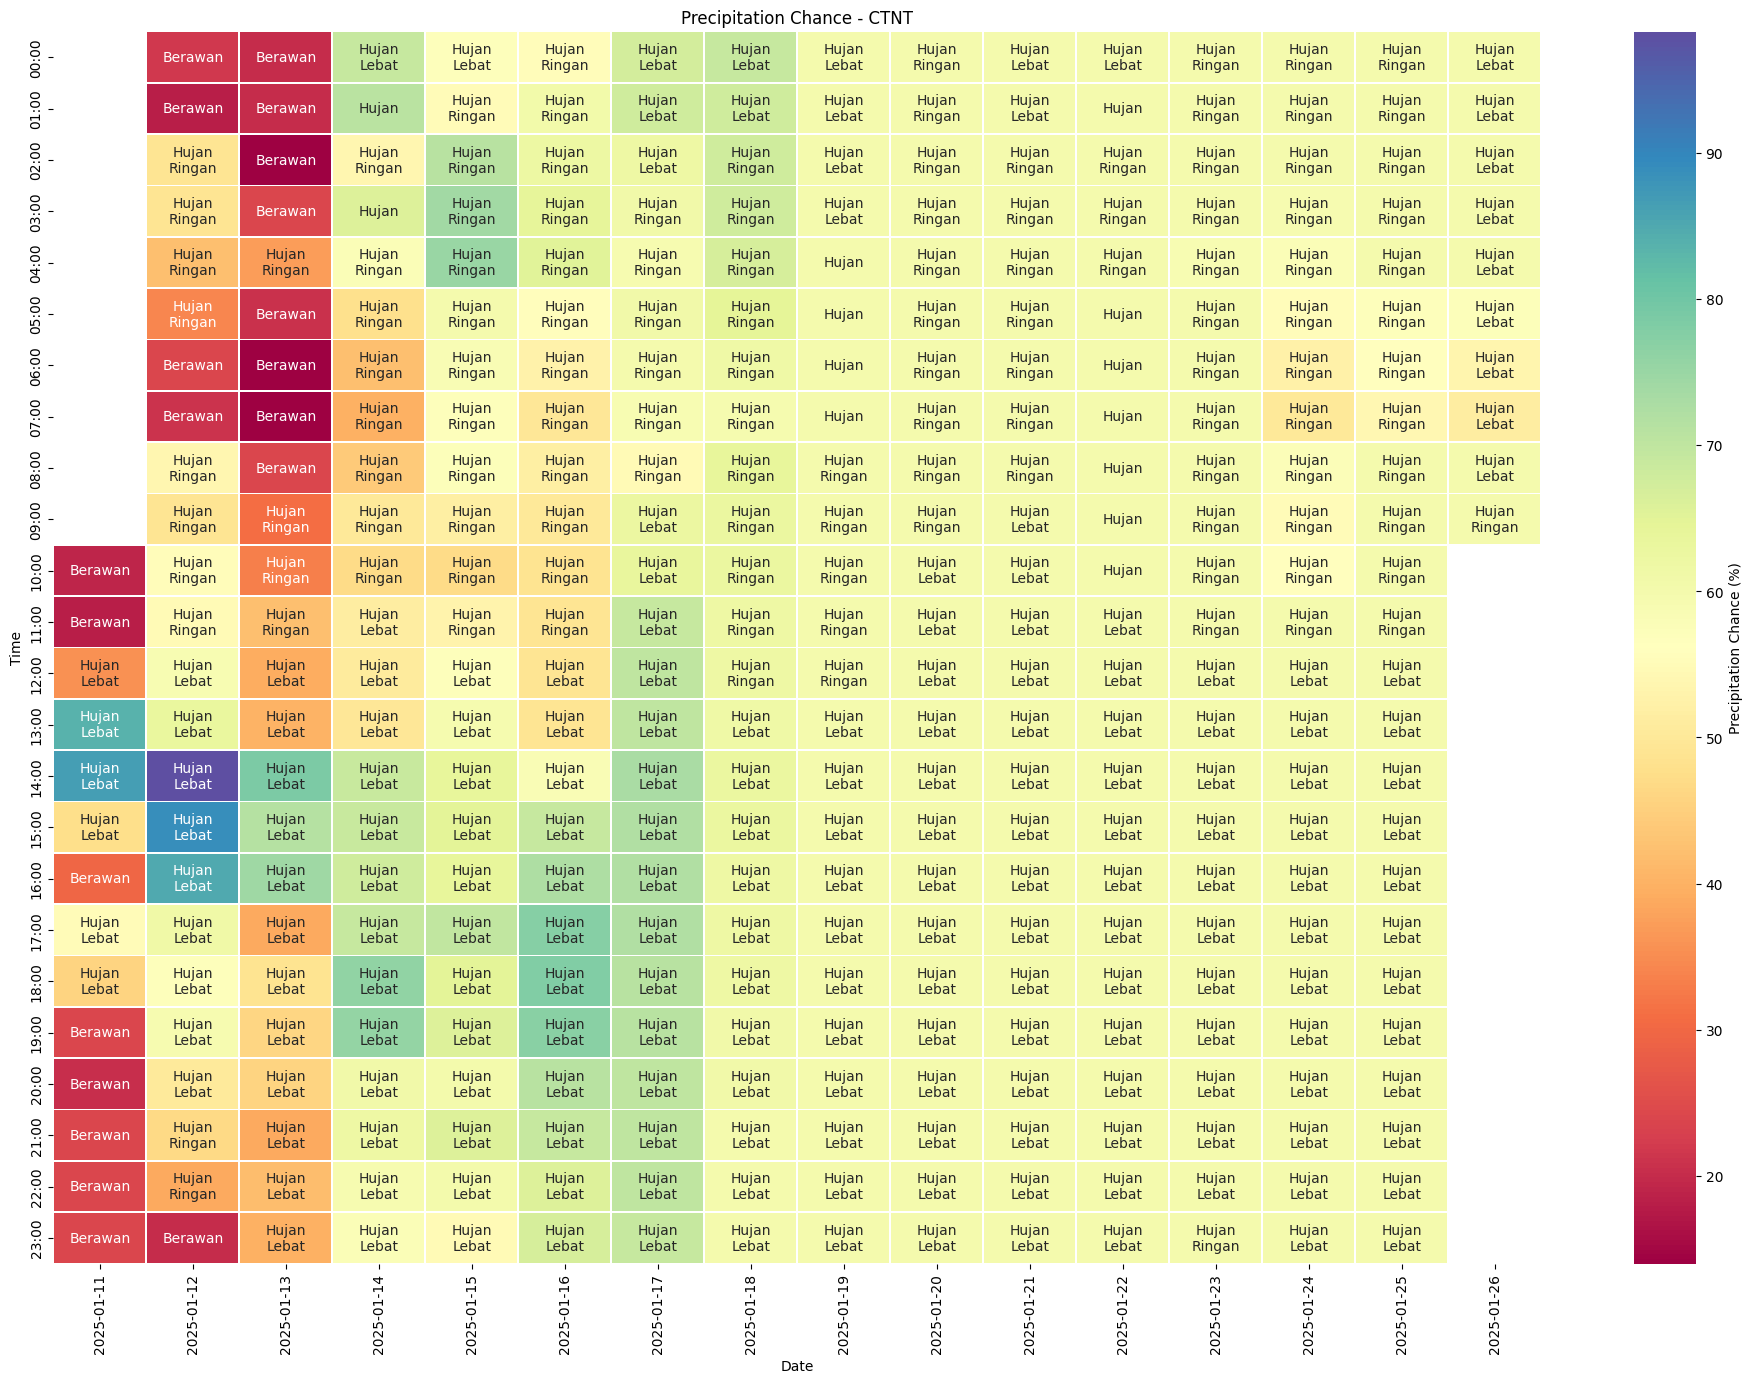 Precipitation Chance - CTNT
Time
00:00 Berawan Berawan Hujan Lebat Hujan Lebat Hujan Ringan Hujan Lebat Hujan Lebat Hujan Lebat Hujan Ringan Hujan Lebat Hujan Lebat Hujan Ringan Hujan Ringan Hujan Ringan Hujan Lebat
01:00 Berawan Berawan Hujan Hujan Ringan Hujan Ringan Hujan Lebat Hujan Lebat Hujan Lebat Hujan Ringan Hujan Lebat Hujan Hujan Ringan Hujan Ringan Hujan Ringan Hujan Lebat
02:00 Hujan Ringan Berawan Hujan Ringan Hujan Ringan Hujan Ringan Hujan Lebat Hujan Ringan Hujan Lebat Hujan Ringan Hujan Ringan Hujan Ringan Hujan Ringan Hujan Ringan Hujan Ringan Hujan Lebat
03:00 Hujan Ringan Berawan Hujan Hujan Ringan Hujan Ringan Hujan Ringan Hujan Ringan Hujan Lebat Hujan Ringan Hujan Ringan Hujan Ringan Hujan Ringan Hujan Ringan Hujan Ringan Hujan Lebat
04:00 Hujan Ringan Hujan Ringan Hujan Ringan Hujan Ringan Hujan Ringan Hujan Ringan Hujan Ringan Hujan Hujan Ringan Hujan Ringan Hujan Ringan Hujan Ringan Hujan Ringan Hujan Ringan Hujan Lebat
05:00 Hujan Ringan Berawan Hujan Ringan Hujan Ringan Hujan Ringan Hujan Ringan Hujan Ringan Hujan Hujan Ringan Hujan Ringan Hujan Hujan Ringan Hujan Ringan Hujan Ringan Hujan Lebat
06:00 Berawan Berawan Hujan Ringan Hujan Ringan Hujan Ringan Hujan Ringan Hujan Ringan Hujan Hujan Ringan Hujan Ringan Hujan Hujan Ringan Hujan Ringan Hujan Ringan Hujan Lebat
07:00 Berawan Berawan Hujan Ringan Hujan Ringan Hujan Ringan Hujan Ringan Hujan Ringan Hujan Hujan Ringan Hujan Ringan Hujan Hujan Ringan Hujan Ringan Hujan Ringan Hujan Lebat
08:00 Hujan Ringan Berawan Hujan Ringan Hujan Ringan Hujan Ringan Hujan Ringan Hujan Ringan Hujan Ringan Hujan Ringan Hujan Ringan Hujan Hujan Ringan Hujan Ringan Hujan Ringan Hujan Lebat
09:00 Hujan Ringan Hujan Ringan Hujan Ringan Hujan Ringan Hujan Ringan Hujan Lebat Hujan Ringan Hujan Ringan Hujan Ringan Hujan Lebat Hujan Hujan Ringan Hujan Ringan Hujan Ringan Hujan Ringan
10:00 Berawan Hujan Ringan Hujan Ringan Hujan Ringan Hujan Ringan Hujan Ringan Hujan Lebat Hujan Ringan Hujan Ringan Hujan Lebat Hujan Lebat Hujan Hujan Ringan Hujan Ringan Hujan Ringan
11:00 Berawan Hujan Ringan Hujan Ringan Hujan Lebat Hujan Ringan Hujan Ringan Hujan Lebat Hujan Ringan Hujan Ringan Hujan Lebat Hujan Lebat Hujan Lebat Hujan Ringan Hujan Ringan Hujan Ringan
12:00 Hujan Lebat Hujan Lebat Hujan Lebat Hujan Lebat Hujan Lebat Hujan Lebat Hujan Lebat Hujan Ringan Hujan Ringan Hujan Lebat Hujan Lebat Hujan Lebat Hujan Lebat Hujan Lebat Hujan Lebat
13:00 Hujan Lebat Hujan Lebat Hujan Lebat Hujan Lebat Hujan Lebat Hujan Lebat Hujan Lebat Hujan Lebat Hujan Lebat Hujan Lebat Hujan Lebat Hujan Lebat Hujan Lebat Hujan Lebat Hujan Lebat
14:00 Hujan Lebat Hujan Lebat Hujan Lebat Hujan Lebat Hujan Lebat Hujan Lebat Hujan Lebat Hujan Lebat Hujan Lebat Hujan Lebat Hujan Lebat Hujan Lebat Hujan Lebat Hujan Lebat Hujan Lebat
15:00 Hujan Lebat Hujan Lebat Hujan Lebat Hujan Lebat Hujan Lebat Hujan Lebat Hujan Lebat Hujan Lebat Hujan Lebat Hujan Lebat Hujan Lebat Hujan Lebat Hujan Lebat Hujan Lebat Hujan Lebat
16:00 Berawan Hujan Lebat Hujan Lebat Hujan Lebat Hujan Lebat Hujan Lebat Hujan Lebat Hujan Lebat Hujan Lebat Hujan Lebat Hujan Lebat Hujan Lebat Hujan Lebat Hujan Lebat Hujan Lebat
17:00 Hujan Lebat Hujan Lebat Hujan Lebat Hujan Lebat Hujan Lebat Hujan Lebat Hujan Lebat Hujan Lebat Hujan Lebat Hujan Lebat Hujan Lebat Hujan Lebat Hujan Lebat Hujan Lebat Hujan Lebat
18:00 Hujan Lebat Hujan Lebat Hujan Lebat Hujan Lebat Hujan Lebat Hujan Lebat Hujan Lebat Hujan Lebat Hujan Lebat Hujan Lebat Hujan Lebat Hujan Lebat Hujan Lebat Hujan Lebat Hujan Lebat
19:00 Berawan Hujan Lebat Hujan Lebat Hujan Lebat Hujan Lebat Hujan Lebat Hujan Lebat Hujan Lebat Hujan Lebat Hujan Lebat Hujan Lebat Hujan Lebat Hujan Lebat Hujan Lebat Hujan Lebat
20:00 Berawan Hujan Lebat Hujan Lebat Hujan Lebat Hujan Lebat Hujan Lebat Hujan Lebat Hujan Lebat Hujan Lebat Hujan Lebat Hujan Lebat Hujan Lebat Hujan Lebat Hujan Lebat Hujan Lebat
21:00 Berawan Hujan Ringan Hujan Lebat Hujan Lebat Hujan Lebat Hujan Lebat Hujan Lebat Hujan Lebat Hujan Lebat Hujan Lebat Hujan Lebat Hujan Lebat Hujan Lebat Hujan Lebat Hujan Lebat
22:00 Berawan Hujan Ringan Hujan Lebat Hujan Lebat Hujan Lebat Hujan Lebat Hujan Lebat Hujan Lebat Hujan Lebat Hujan Lebat Hujan Lebat Hujan Lebat Hujan Lebat Hujan Lebat Hujan Lebat
23:00 Berawan Berawan Hujan Lebat Hujan Lebat Hujan Lebat Hujan Lebat Hujan Lebat Hujan Lebat Hujan Lebat Hujan Lebat Hujan Lebat Hujan Lebat Hujan Ringan Hujan Lebat Hujan Lebat
2025-01-11 2025-01-12 2025-01-13 2025-01-14 2025-01-15 2025-01-16 2025-01-17 2025-01-18 2025-01-19 2025-01-20 2025-01-21 2025-01-22 2025-01-23 2025-01-24 2025-01-25 2025-01-26
Date
90
80
70
60
50
40
30
20
Precipitation Chance (%)